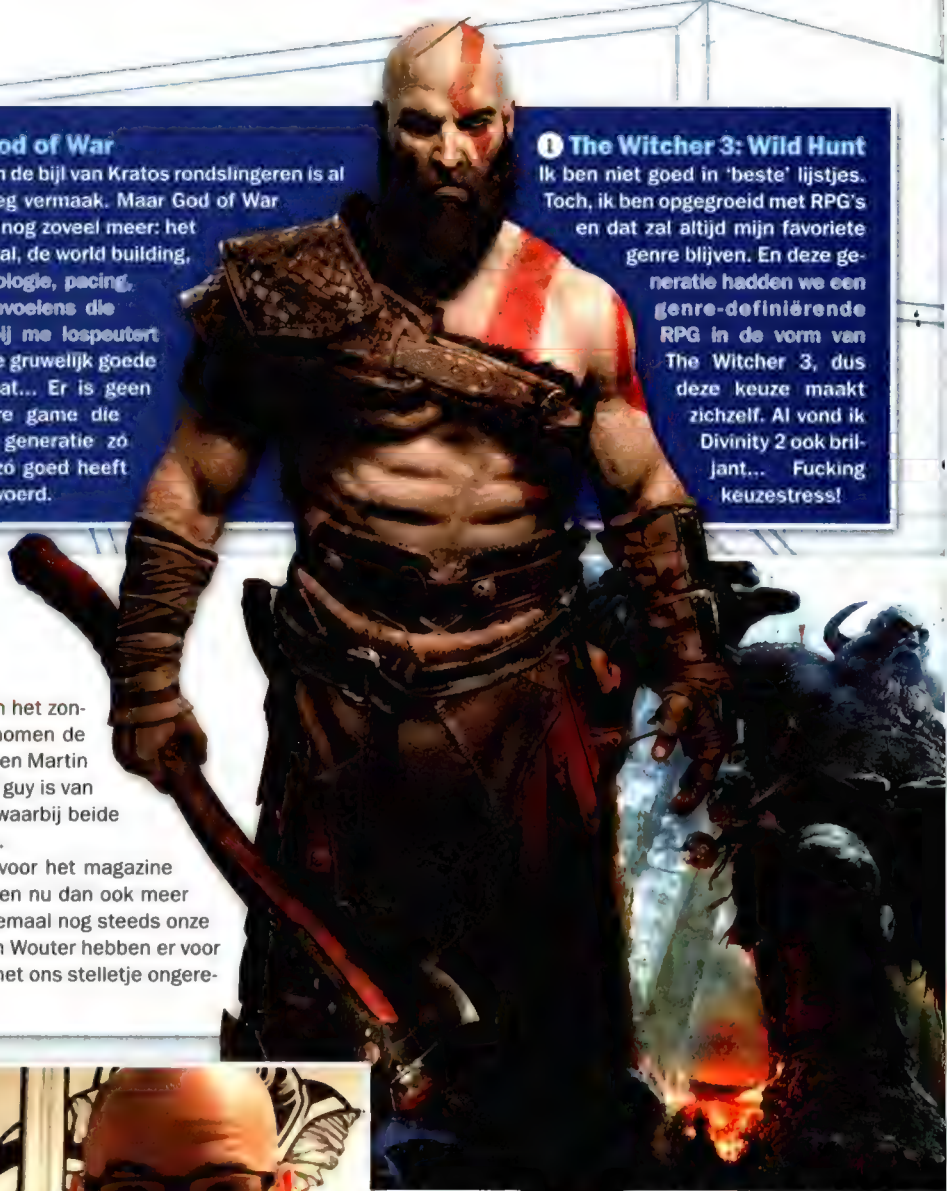 od of War
n de bijl van Kratos rondslingeren is al
eg vermaak. Maar God of War
nog zoveel meer: het
al, de world building,
ologie, pacing,
evoelens die
ij me lospeutert
e gruwelijk goede
at... Er is geen
re game die
generatie zó
zó goed heeft
voerd.
1 The Witcher 3: Wild Hunt
Ik ben niet goed in ‘beste’ lijstjes.
Toch, ik ben opgegroeid met RPG's
en dat zal altijd mijn favoriete
genre blijven. En deze ge-
neratie hadden we een
genre-definiërende
RPG in de vorm van
The Witcher 3, dus
deze keuze maakt
zichzelf. Al vond ik
Divinity 2 ook bril-
jant... Fucking
keuzestress!
n het zon-
nomen de
en Martin
guy is van
waarbij beide
.
voor het magazine
en nu dan ook meer
emaal nog steeds onze
n Wouter hebben er voor
net ons stelletje ongere-